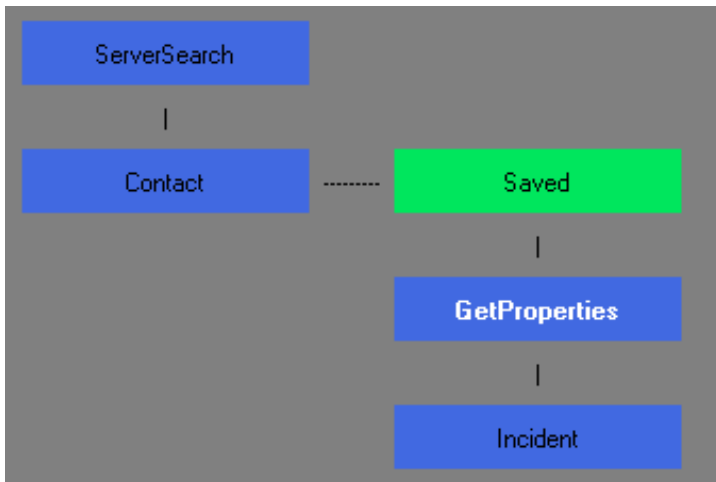 ServerSearch
Contact
Saved
GetProperties
Incident